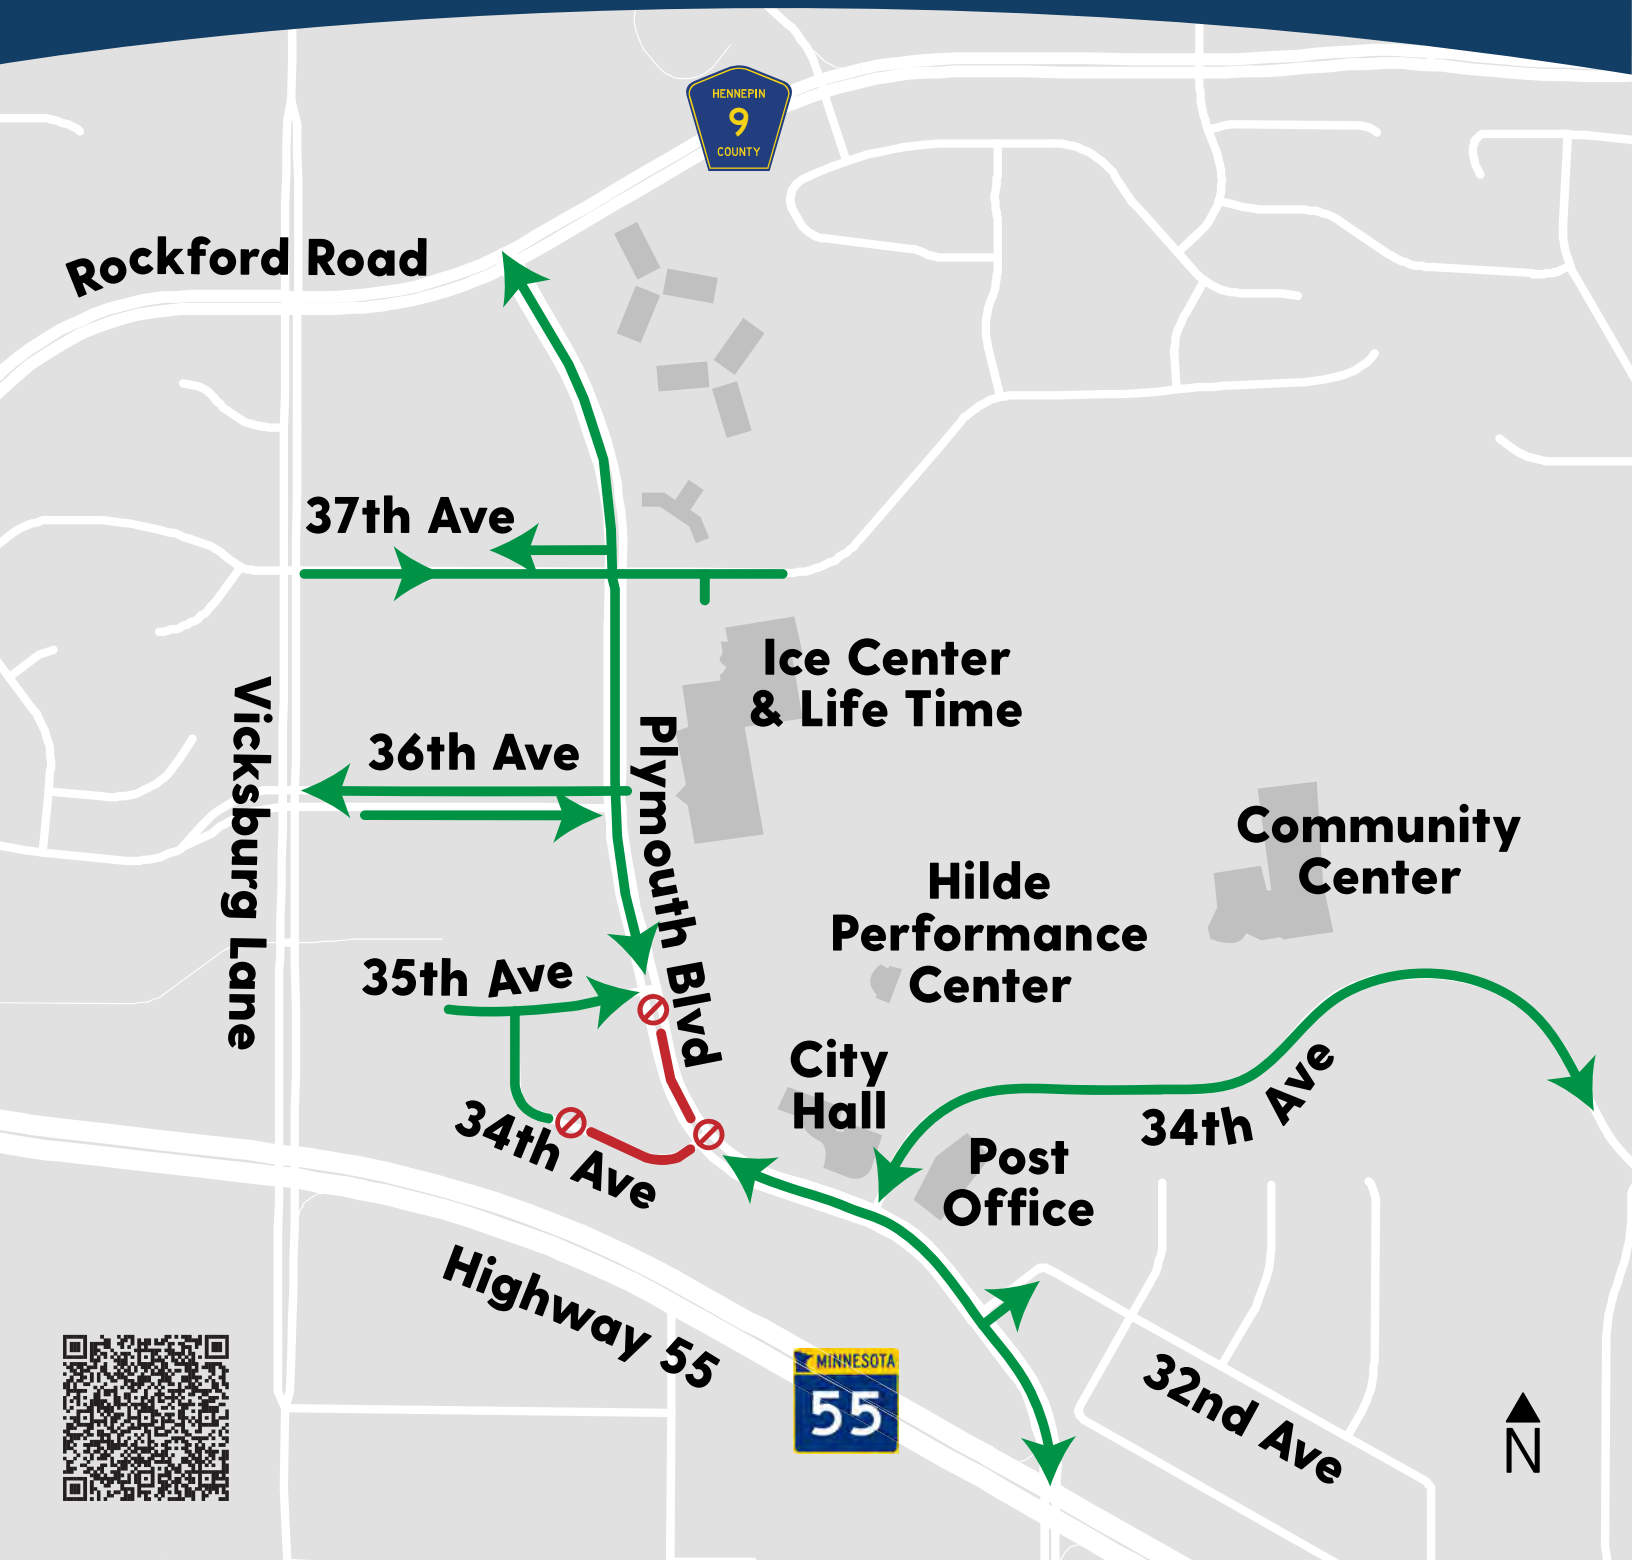 HENNEPIN
9
COUNTY
Rockford Road
37th Ave
Ice Center
& Life Time
Vicksburg Lane
36th Ave
Plymouth Blvd
Community
Center
Hilde
Performance
Center
35th Ave
City
Hall
34th Ave
34th Ave
Post
Office
Highway 55
MINNESOTA
55
32nd Ave
N